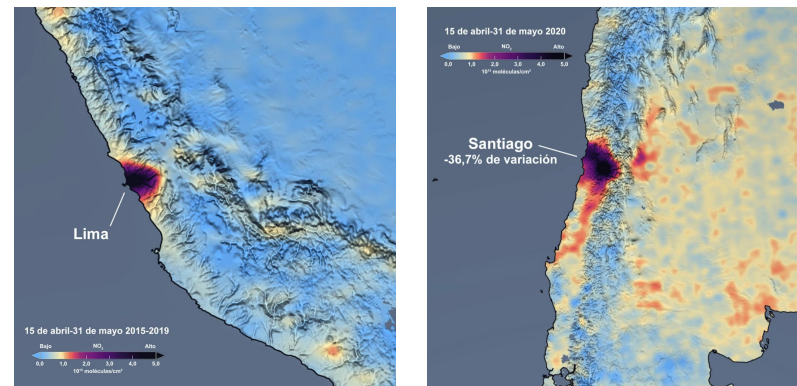 Lima
15 de abril-31 de mayo 2015-2019
Bajo NO₂ Alto
0,0 1,0 2,0 3,0 4,0 5,0
10¹⁵ moléculas/cm²
15 de abril-31 de mayo 2020
Bajo NO₂ Alto
0,0 1,0 2,0 3,0 4,0 5,0
10¹⁵ moléculas/cm²
Santiago
-36,7% de variación